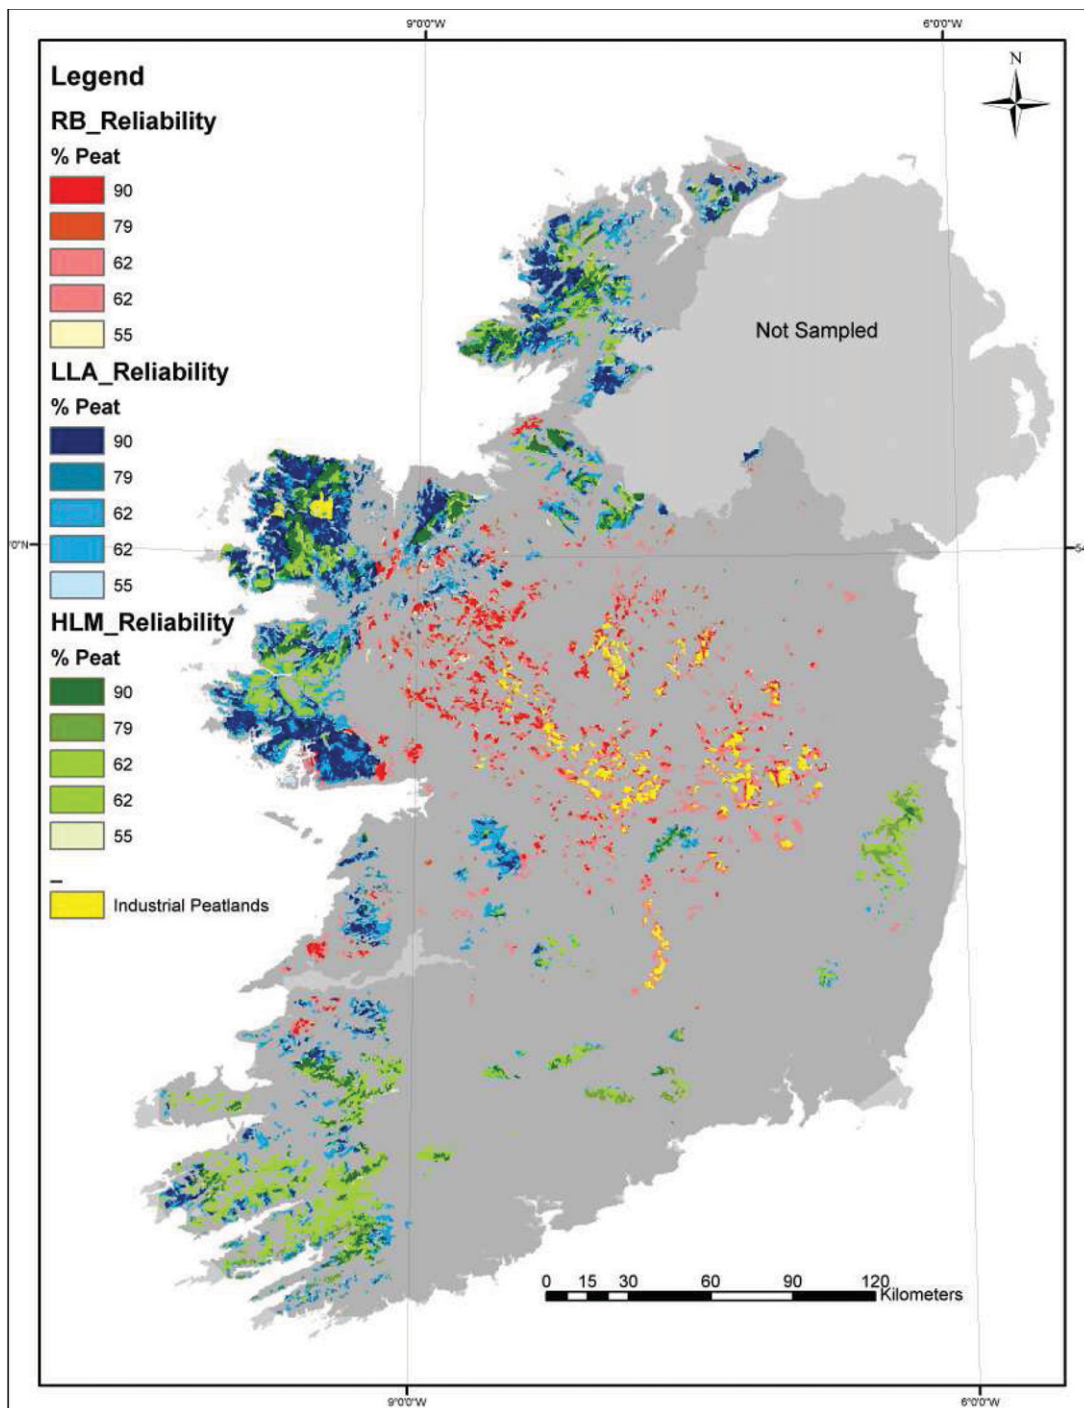 9°0'0"W 6°0'0"W
N
Legend
RB_Reliability
% Peat
90
79
62
62
55
Not Sampled
LLA_Reliability
% Peat
90
79
62
62
55
'0"N 54
HLM_Reliability
% Peat
90
79
62
62
55
Industrial Peatlands
0 15 30 60 90 120
Kilometers
9°0'0"W 6°0'0"W